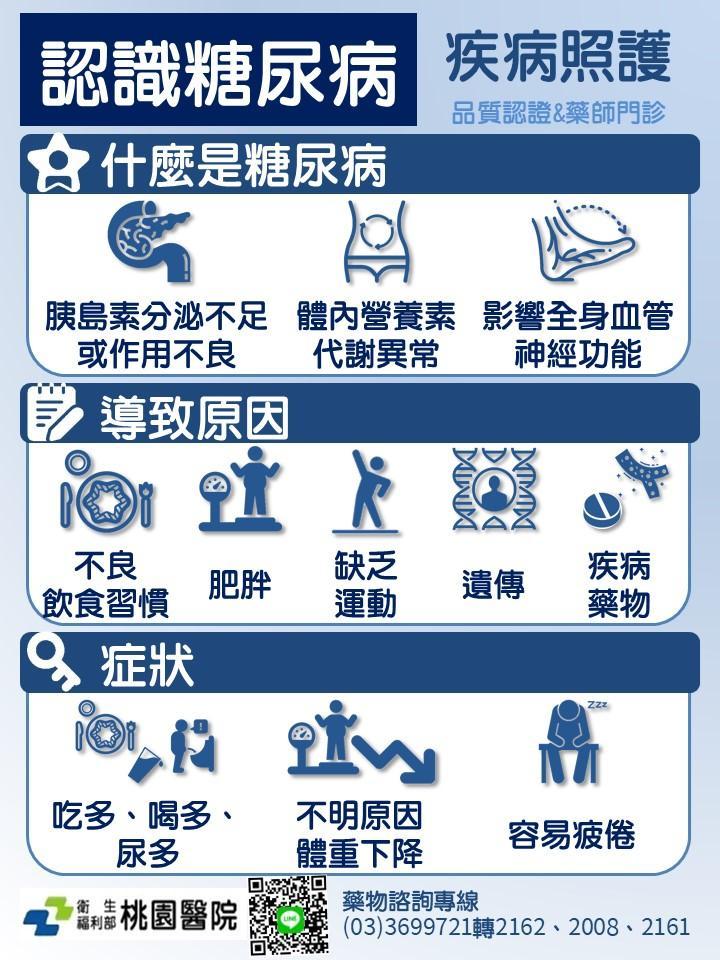 認識糖尿病
疾病照護
品質認證&藥師門診
什麼是糖尿病
胰島素分泌不足
或作用不良
體內營養素
代謝異常
影響全身血管
神經功能
導致原因
不良
飲食習慣
肥胖
缺乏
運動
遺傳
疾病
藥物
症狀
吃多、喝多、
尿多
zzz
不明原因
體重下降
容易疲倦
衛生
福利部
桃園醫院
LINE
藥物諮詢專線
(03)3699721轉2162、2008、2161